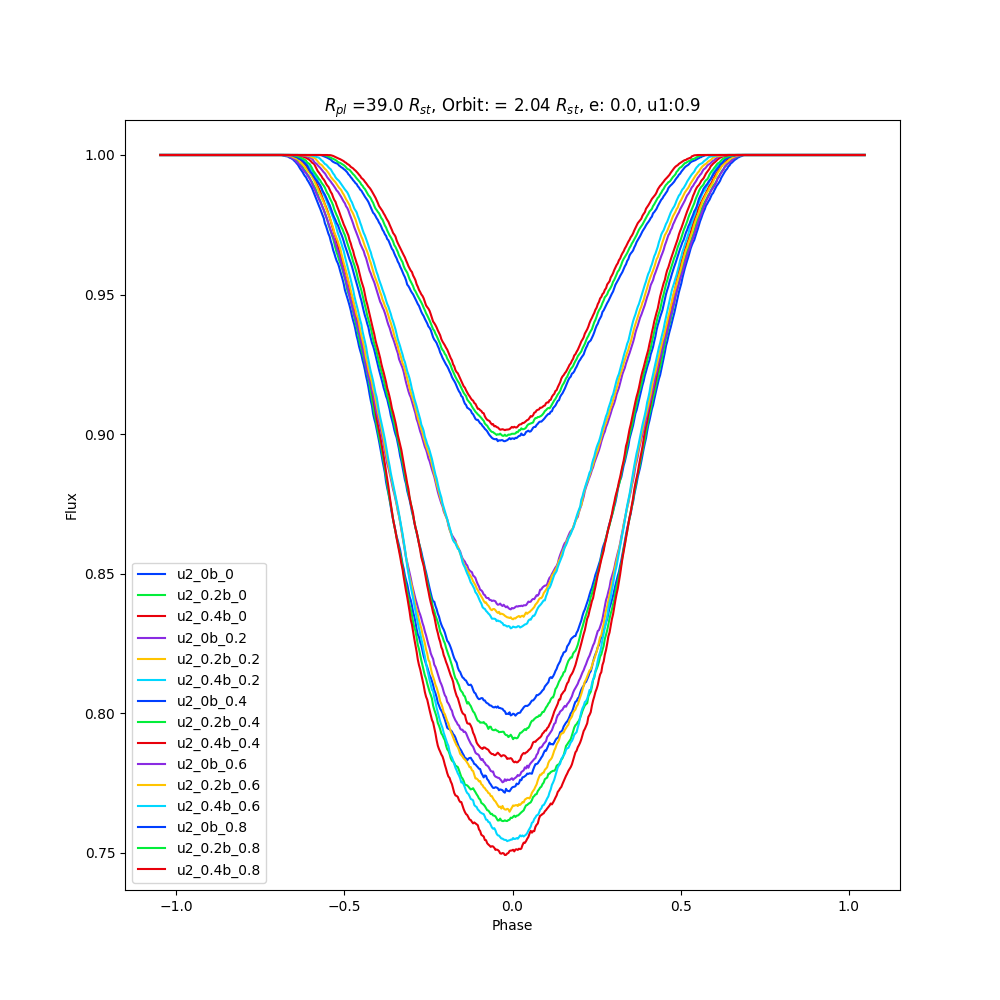 R_pl =39.0 R_st, Orbit: = 2.04 R_st, e: 0.0, u1:0.9
1.00
0.95
0.90
0.85
0.80
0.75
Flux
u2_0b_0
u2_0.2b_0
u2_0.4b_0
u2_0b_0.2
u2_0.2b_0.2
u2_0.4b_0.2
u2_0b_0.4
u2_0.2b_0.4
u2_0.4b_0.4
u2_0b_0.6
u2_0.2b_0.6
u2_0.4b_0.6
u2_0b_0.8
u2_0.2b_0.8
u2_0.4b_0.8
−1.0 −0.5 0.0 0.5 1.0
Phase